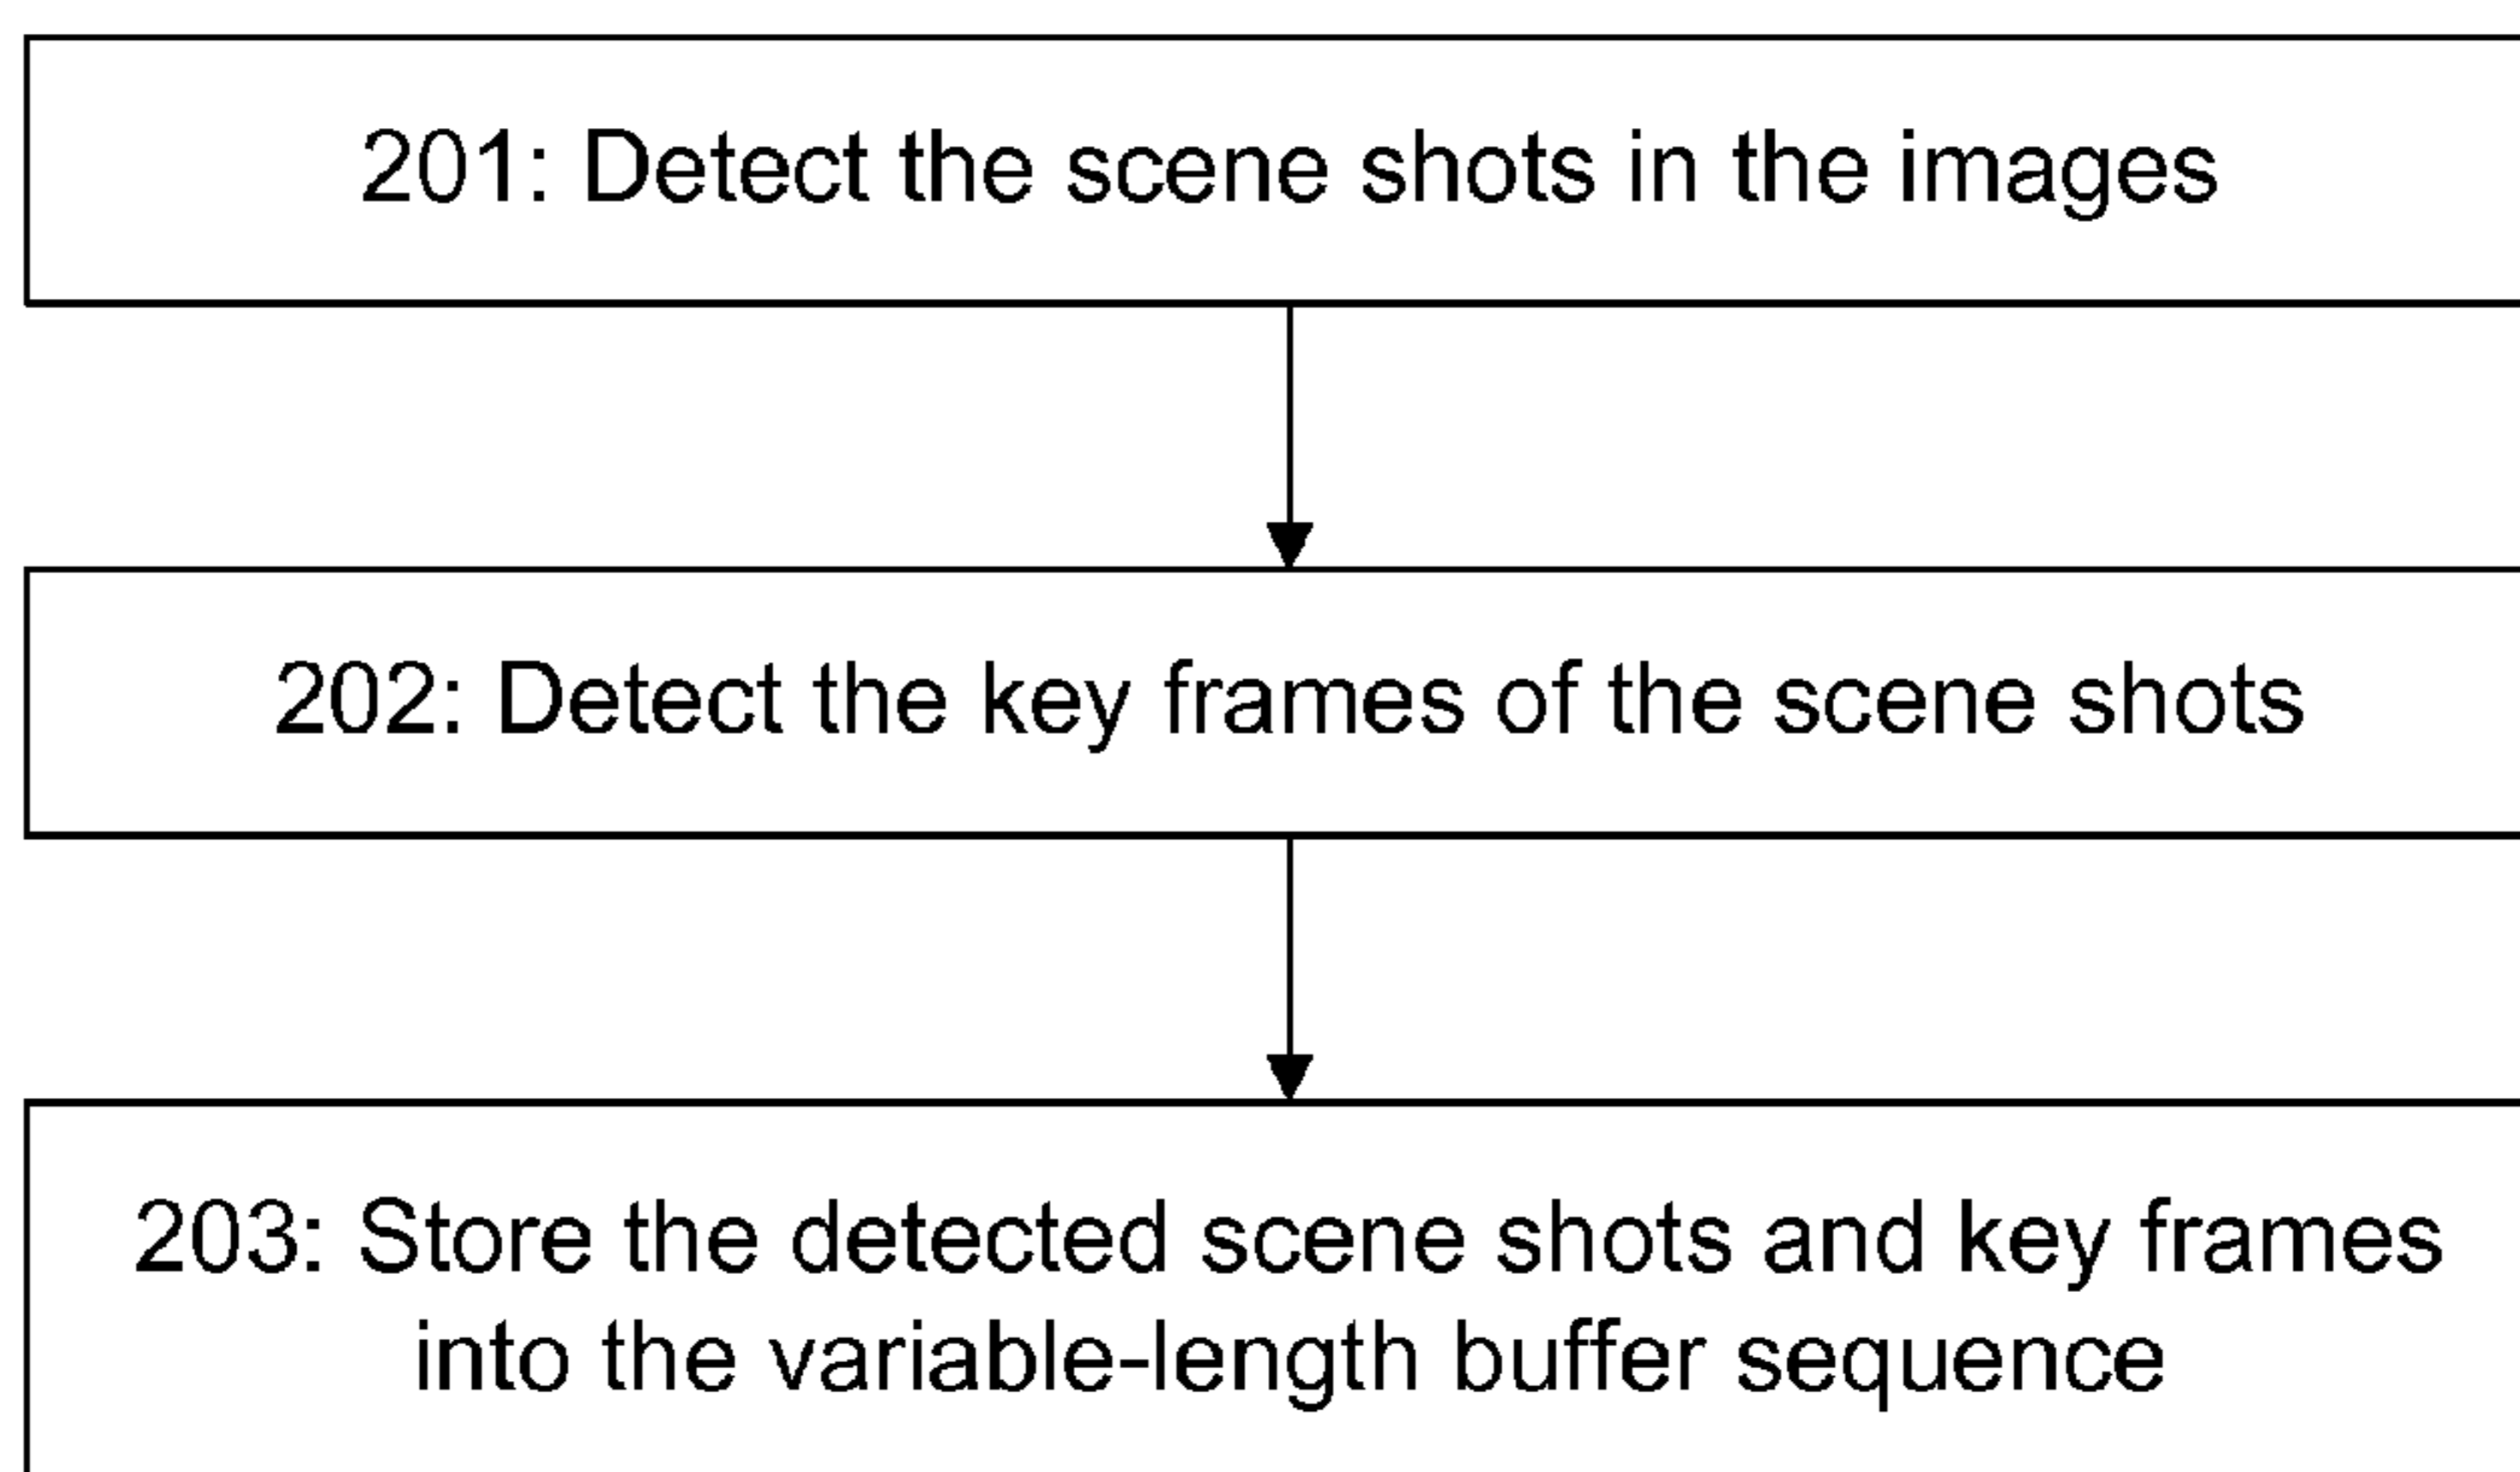 201: Detect the scene shots in the images
202: Detect the key frames of the scene shots
203: Store the detected scene shots and key frames
into the variable-length buffer sequence